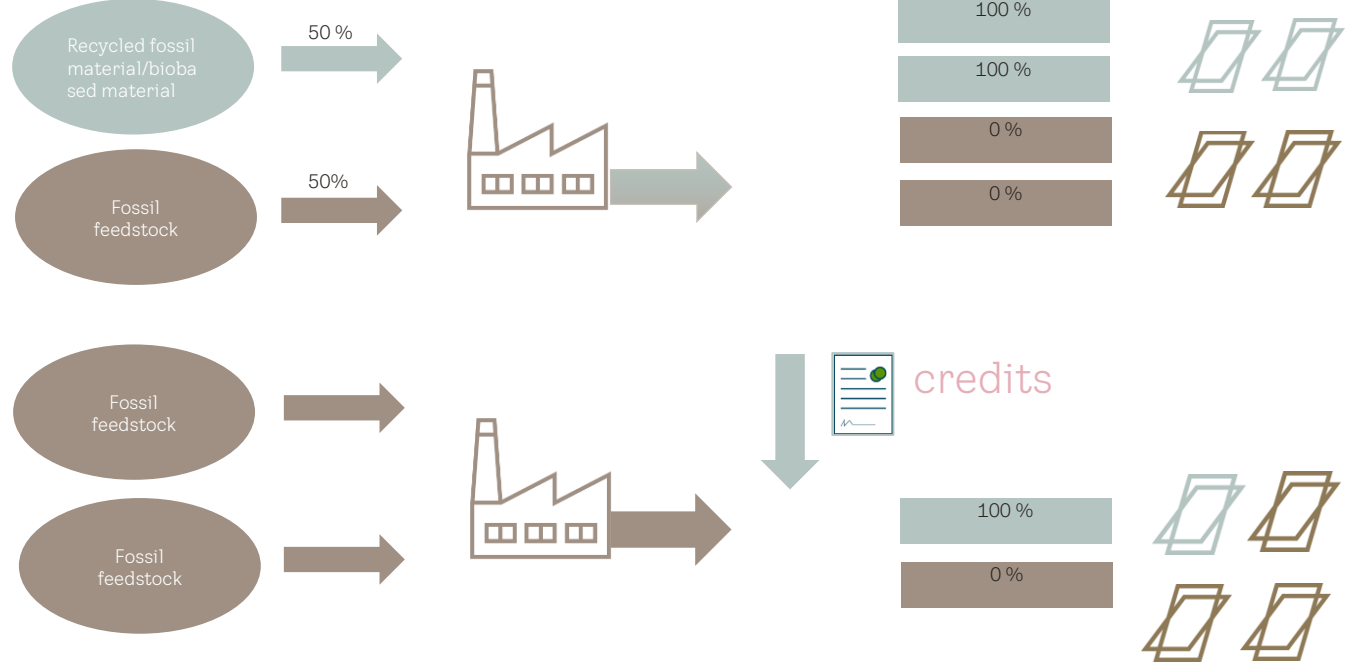 Recycled fossil
material/bioba
sed material
50 %
100 %
100 %
0 %
0 %
Fossil
feedstock
50%
Fossil
feedstock
credits
Fossil
feedstock
100 %
0 %